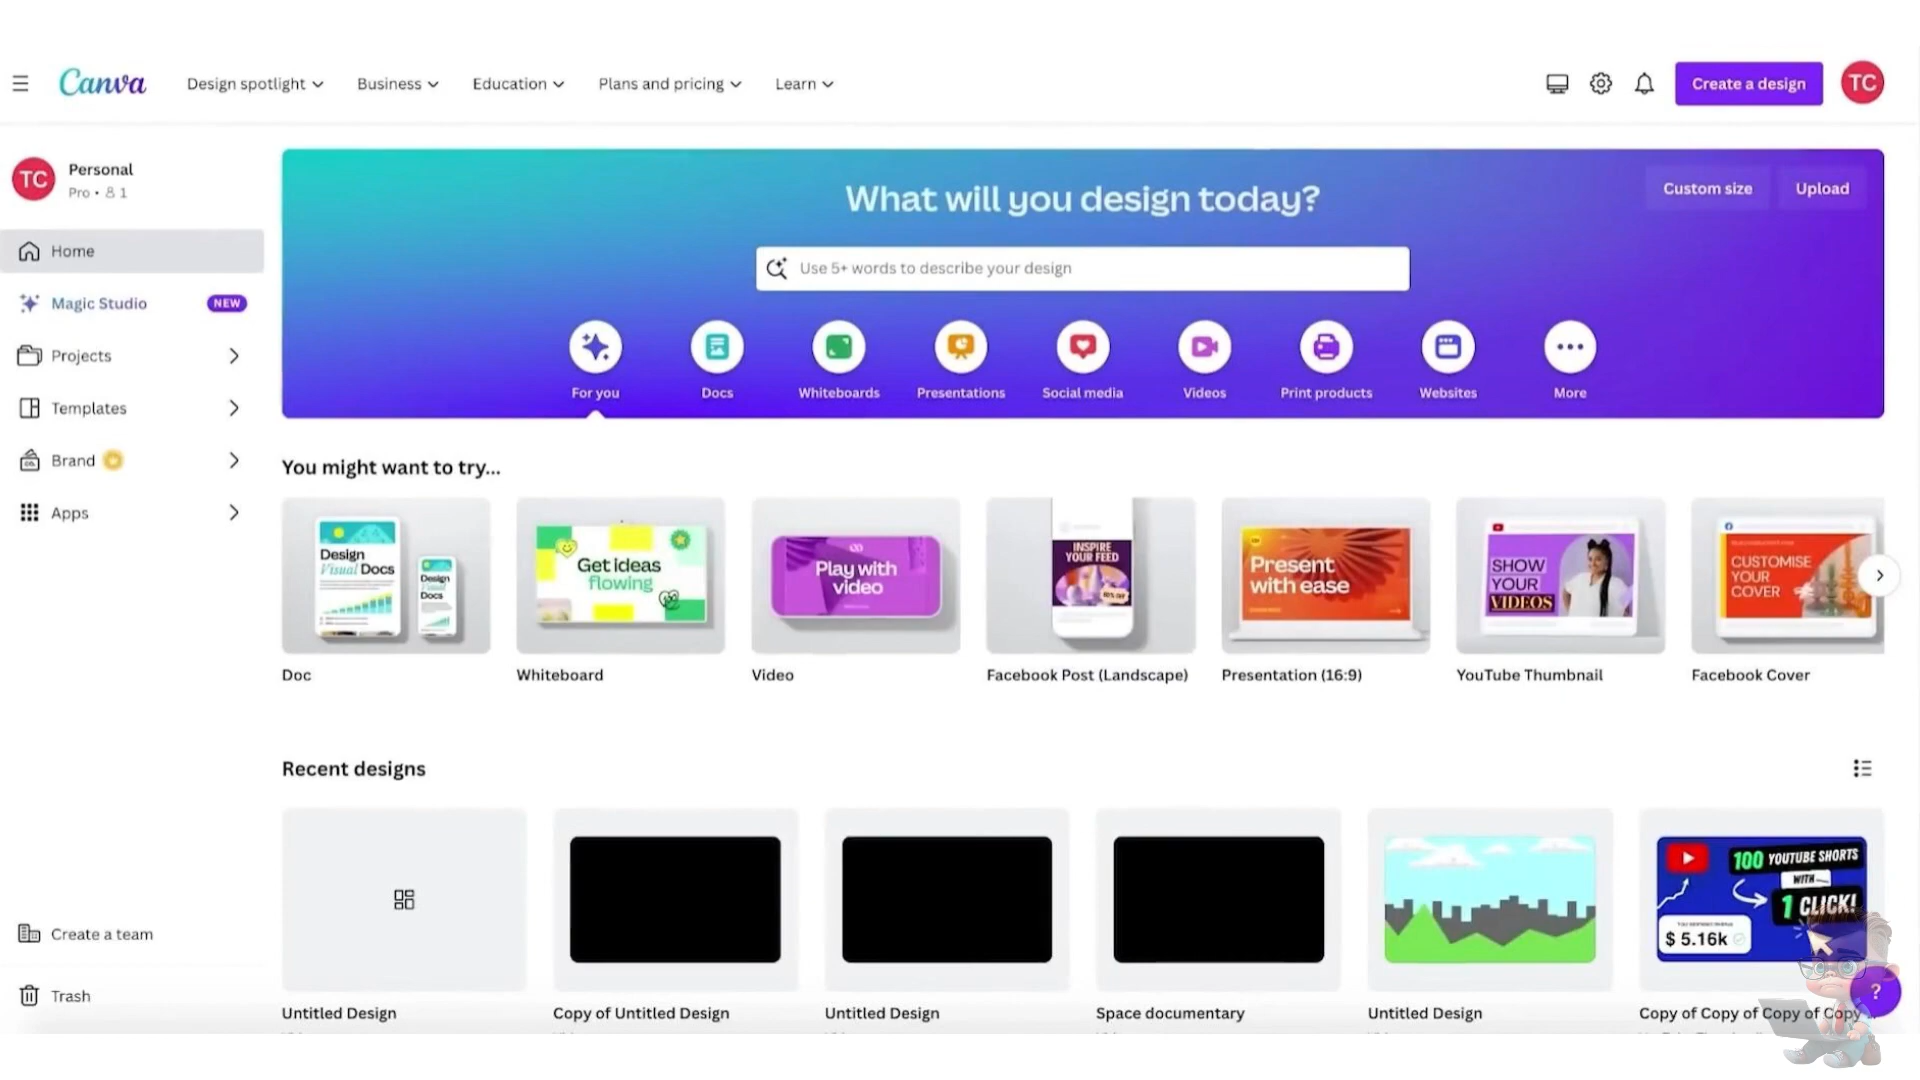 Canva
Design spotlight
Business
Education
Plans and pricing
Learn
Create a design
TC
TC
Personal
Pro • 1
Home
Magic Studio
NEW
Projects
Templates
Brand
Apps
Create a team
Trash
What will you design today?
Custom size
Upload
Use 5+ words to describe your design
For you
Docs
Whiteboards
Presentations
Social media
Videos
Print products
Websites
More
You might want to try...
Design
Visual Docs
Design
Visual
Docs
Get ideas
flowing
Play with
video
INSPIRE
YOUR FEED
Present
with ease
SHOW
YOUR
VIDEOS
CUSTOMISE
YOUR
COVER
Doc
Whiteboard
Video
Facebook Post (Landscape)
Presentation (16:9)
YouTube Thumbnail
Facebook Cover
Recent designs
100 YOUTUBE SHORTS
WITH
1 CLICK!
$ 5.16k
?
Untitled Design
Copy of Untitled Design
Untitled Design
Space documentary
Untitled Design
Copy of Copy of Copy of Copy